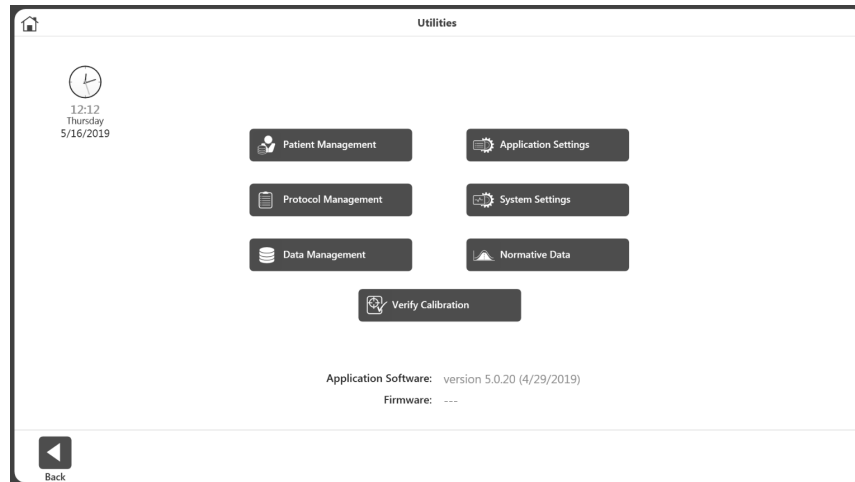 Utilities
12:12
Thursday
5/16/2019
Patient Management
Application Settings
Protocol Management
System Settings
Data Management
Normative Data
Verify Calibration
Application Software: version 5.0.20 (4/29/2019)
Firmware: ---
Back